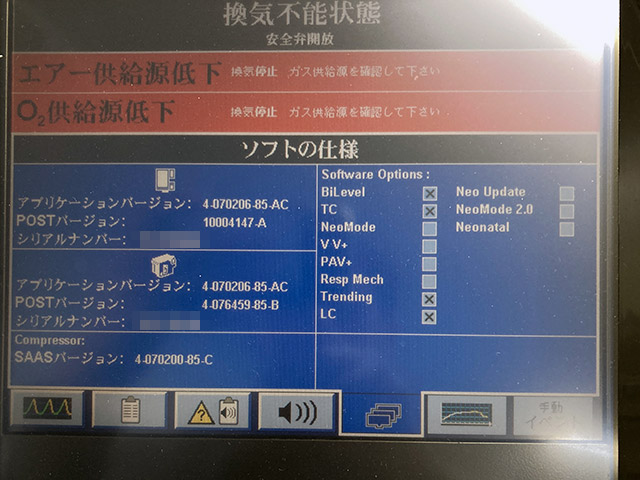 換気不能状態
安全弁開放
エアー供給源低下 換気停止 ガス供給源を確認して下さい
O₂供給源低下 換気停止 ガス供給源を確認して下さい
ソフトの仕様
アプリケーションバージョン: 4-070206-85-AC
POSTバージョン: 10004147-A
シリアルナンバー:
アプリケーションバージョン: 4-070206-85-AC
POSTバージョン: 4-076459-85-B
シリアルナンバー:
Compressor:
SAASバージョン: 4-070200-85-C
Software Options :
BiLevel
TC
NeoMode
V V+
PAV+
Resp Mech
Trending
LC
Neo Update
NeoMode 2.0
Neonatal
手動